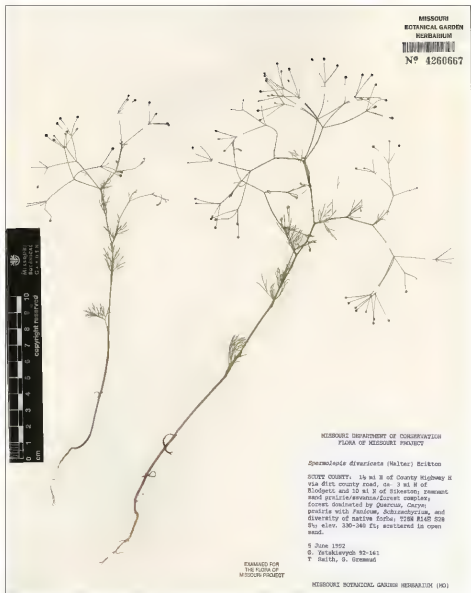 MISSOURI
BOTANICAL GARDEN
HERBARIUM
Nº 4260667
Missouri
Botanical
Garden
copyright reserved
cm
MISSOURI DEPARTMENT OF CONSERVATION
FLORA OF MISSOURI PROJECT
Spermolepis divaricata (Walter) Britton
SCOTT COUNTY: 1½ mi E of County Highway H
via dirt county road, ca. 3 mi N of
Blodgett and 10 mi N of Sikeston; remnant
sand prairie/savanna/forest complex;
forest dominated by Quercus, Carya;
prairie with Panicum, Schizachyrium, and
diversity of native forbs; T28N R14E S28
elev. 330-340 ft; scattered in open
sand.
5 June 1992
G. Yatskievych 92-161
T Smith, G. Gremaud
EXAMINED FOR
THE FLORA OF
MISSOURI PROJECT
MISSOURI BOTANICAL GARDEN HERBARIUM (MO)